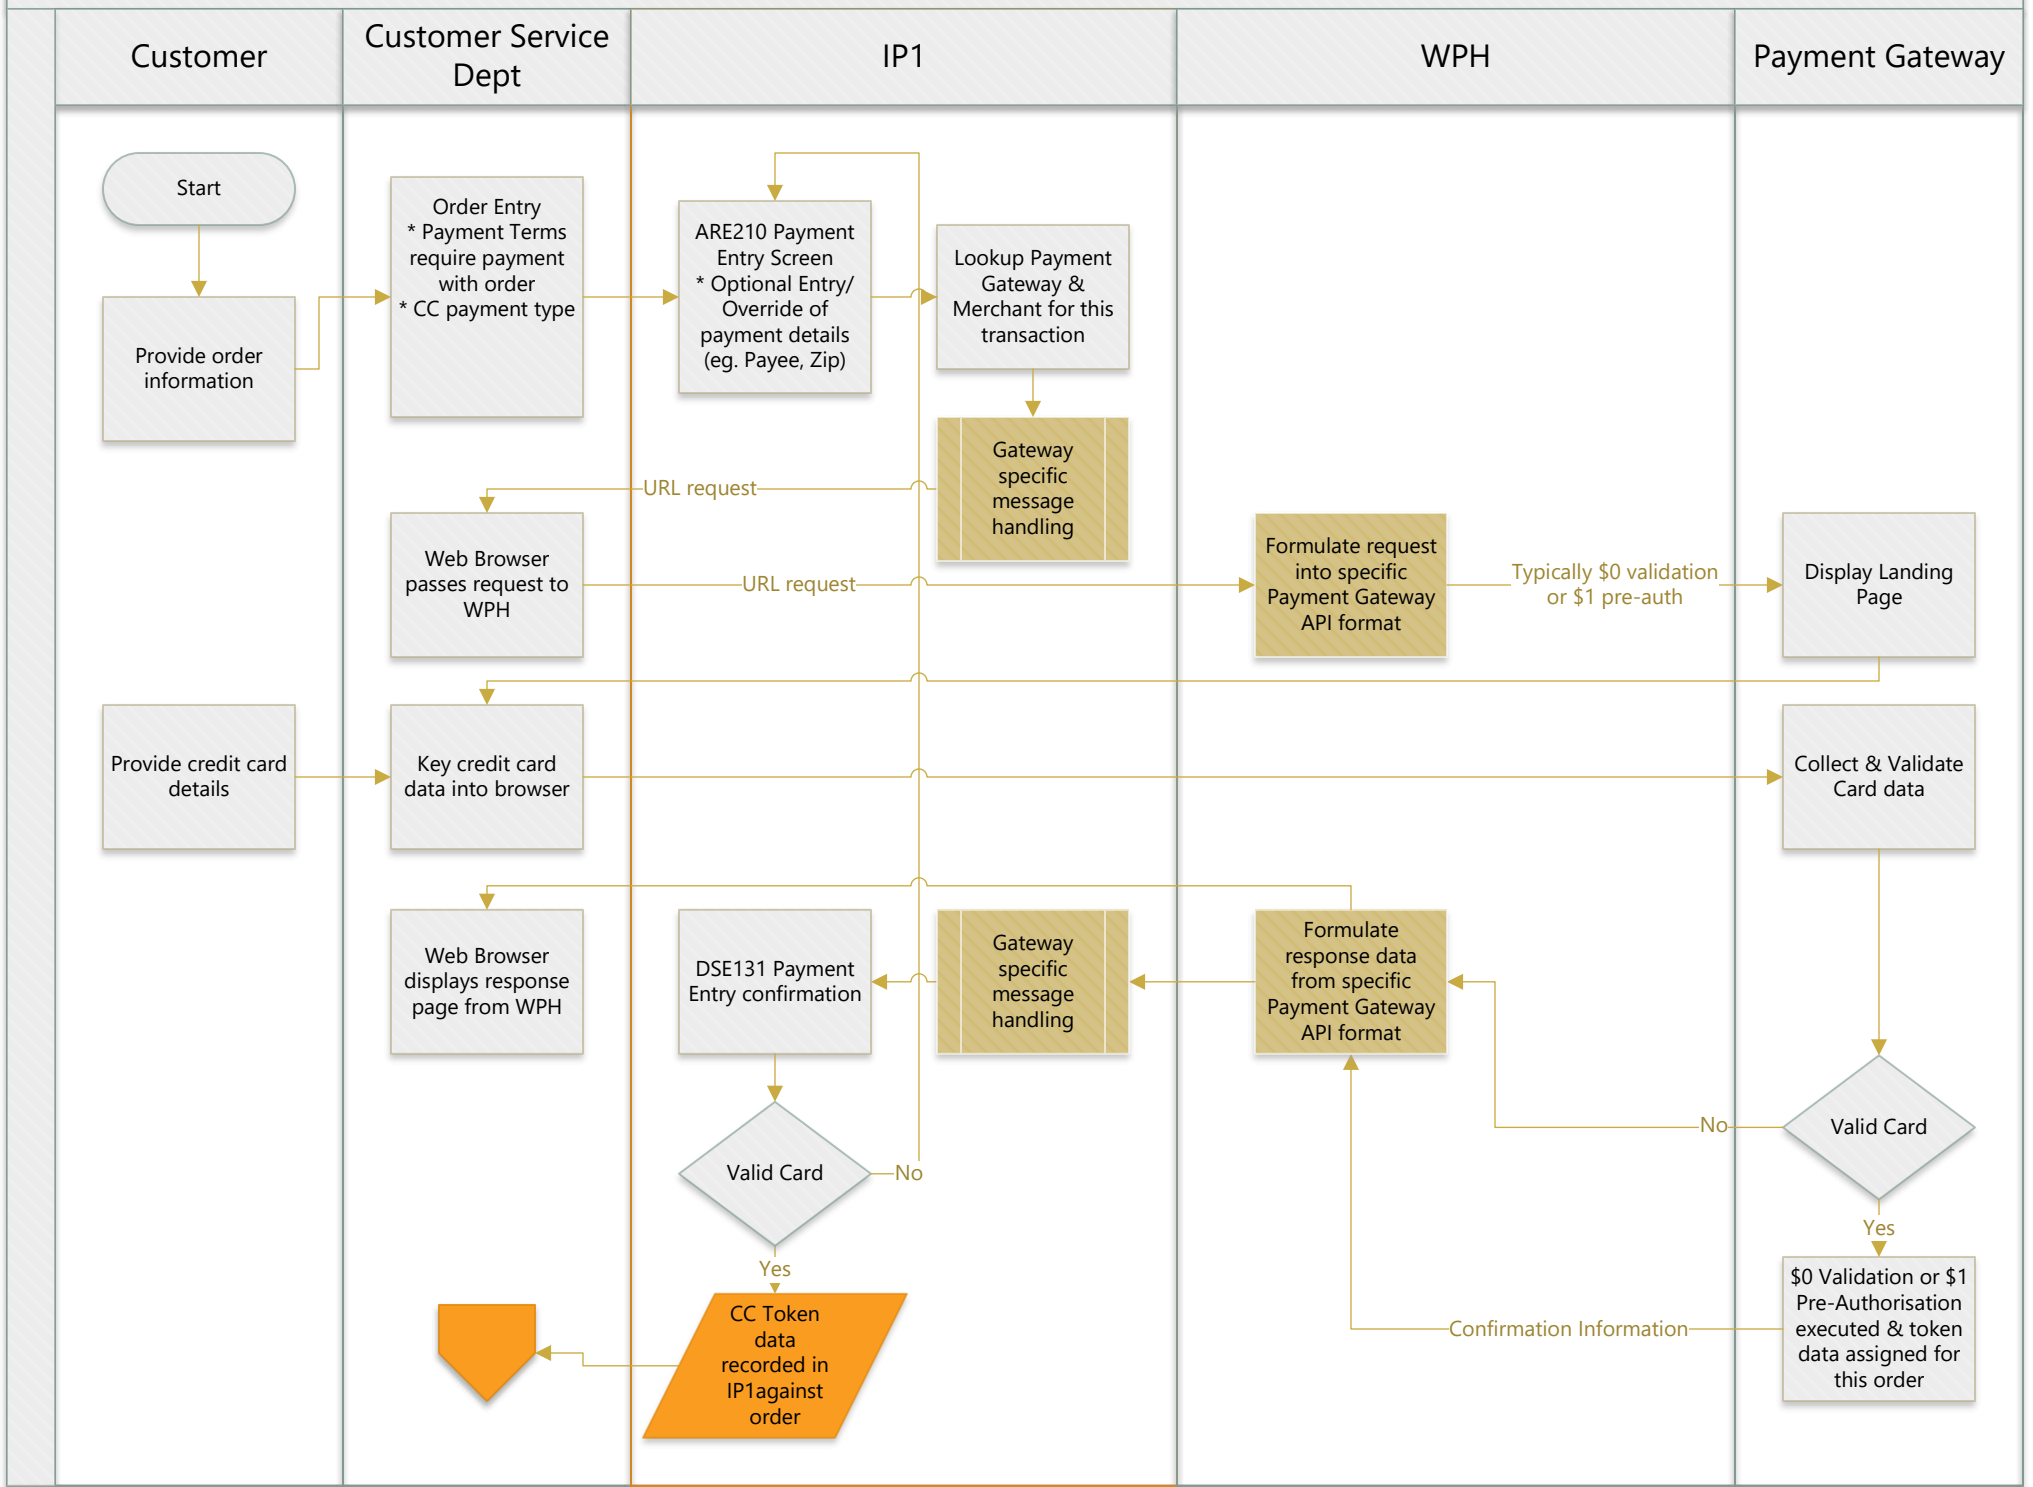 Customer
Customer Service
Dept
IP1
WPH
Payment Gateway
Start
Provide order
information
Order Entry
* Payment Terms
require payment
with order
* CC payment type
ARE210 Payment
Entry Screen
* Optional Entry/
Override of
payment details
(eg. Payee, Zip)
Lookup Payment
Gateway &
Merchant for this
transaction
Gateway
specific
message
handling
URL request
Web Browser
passes request to
WPH
URL request
Formulate request
into specific
Payment Gateway
API format
Typically $0 validation
or $1 pre-auth
Display Landing
Page
Provide credit card
details
Key credit card
data into browser
Collect & Validate
Card data
Web Browser
displays response
page from WPH
DSE131 Payment
Entry confirmation
Gateway
specific
message
handling
Formulate
response data
from specific
Payment Gateway
API format
No
Valid Card
Valid Card
No
Yes
Yes
CC Token
data
recorded in
IP1against
order
Confirmation Information
$0 Validation or $1
Pre-Authorisation
executed & token
data assigned for
this order